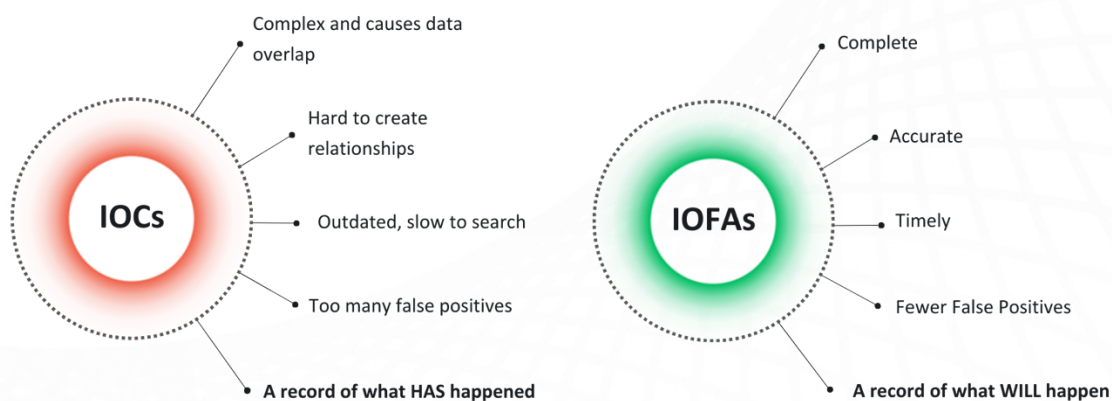 Complex and causes data
overlap
Hard to create
relationships
IOCs
Outdated, slow to search
Too many false positives
A record of what HAS happened
Complete
Accurate
IOFAs
Timely
Fewer False Positives
A record of what WILL happen